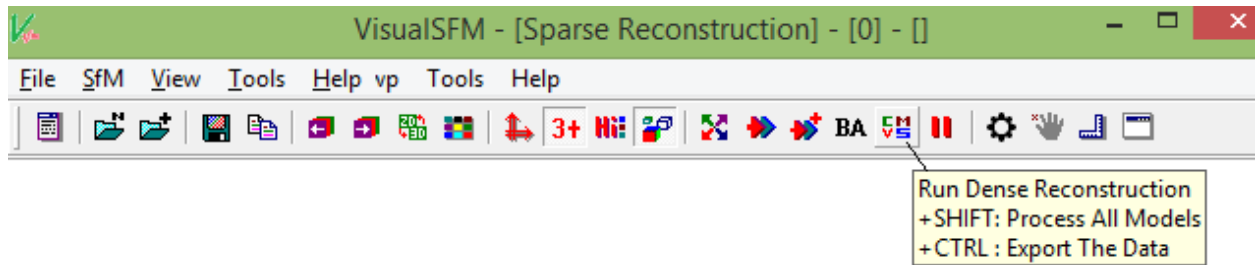 VisualSFM - [Sparse Reconstruction] - [0] - []
File SfM View Tools Help vp Tools Help
3+ BA
Run Dense Reconstruction
+SHIFT: Process All Models
+CTRL : Export The Data